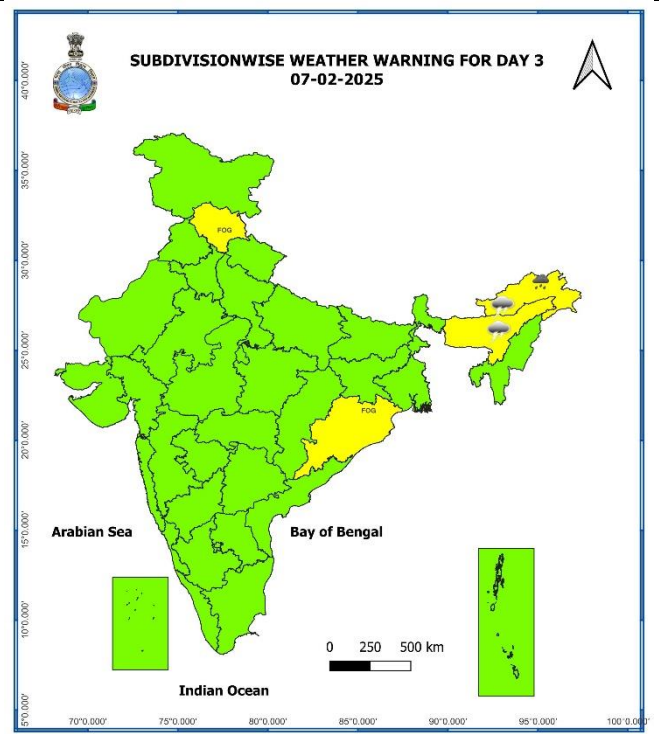 SUBDIVISIONWISE WEATHER WARNING FOR DAY 3
07-02-2025
40°0.000'
35°0.000'
30°0.000'
25°0.000'
20°0.000'
15°0.000'
10°0.000'
5°0.000'
FOG
FOG
Arabian Sea
Bay of Bengal
0 250 500 km
Indian Ocean
70°0.000' 75°0.000' 80°0.000' 85°0.000' 90°0.000' 95°0.000' 100°0.000'